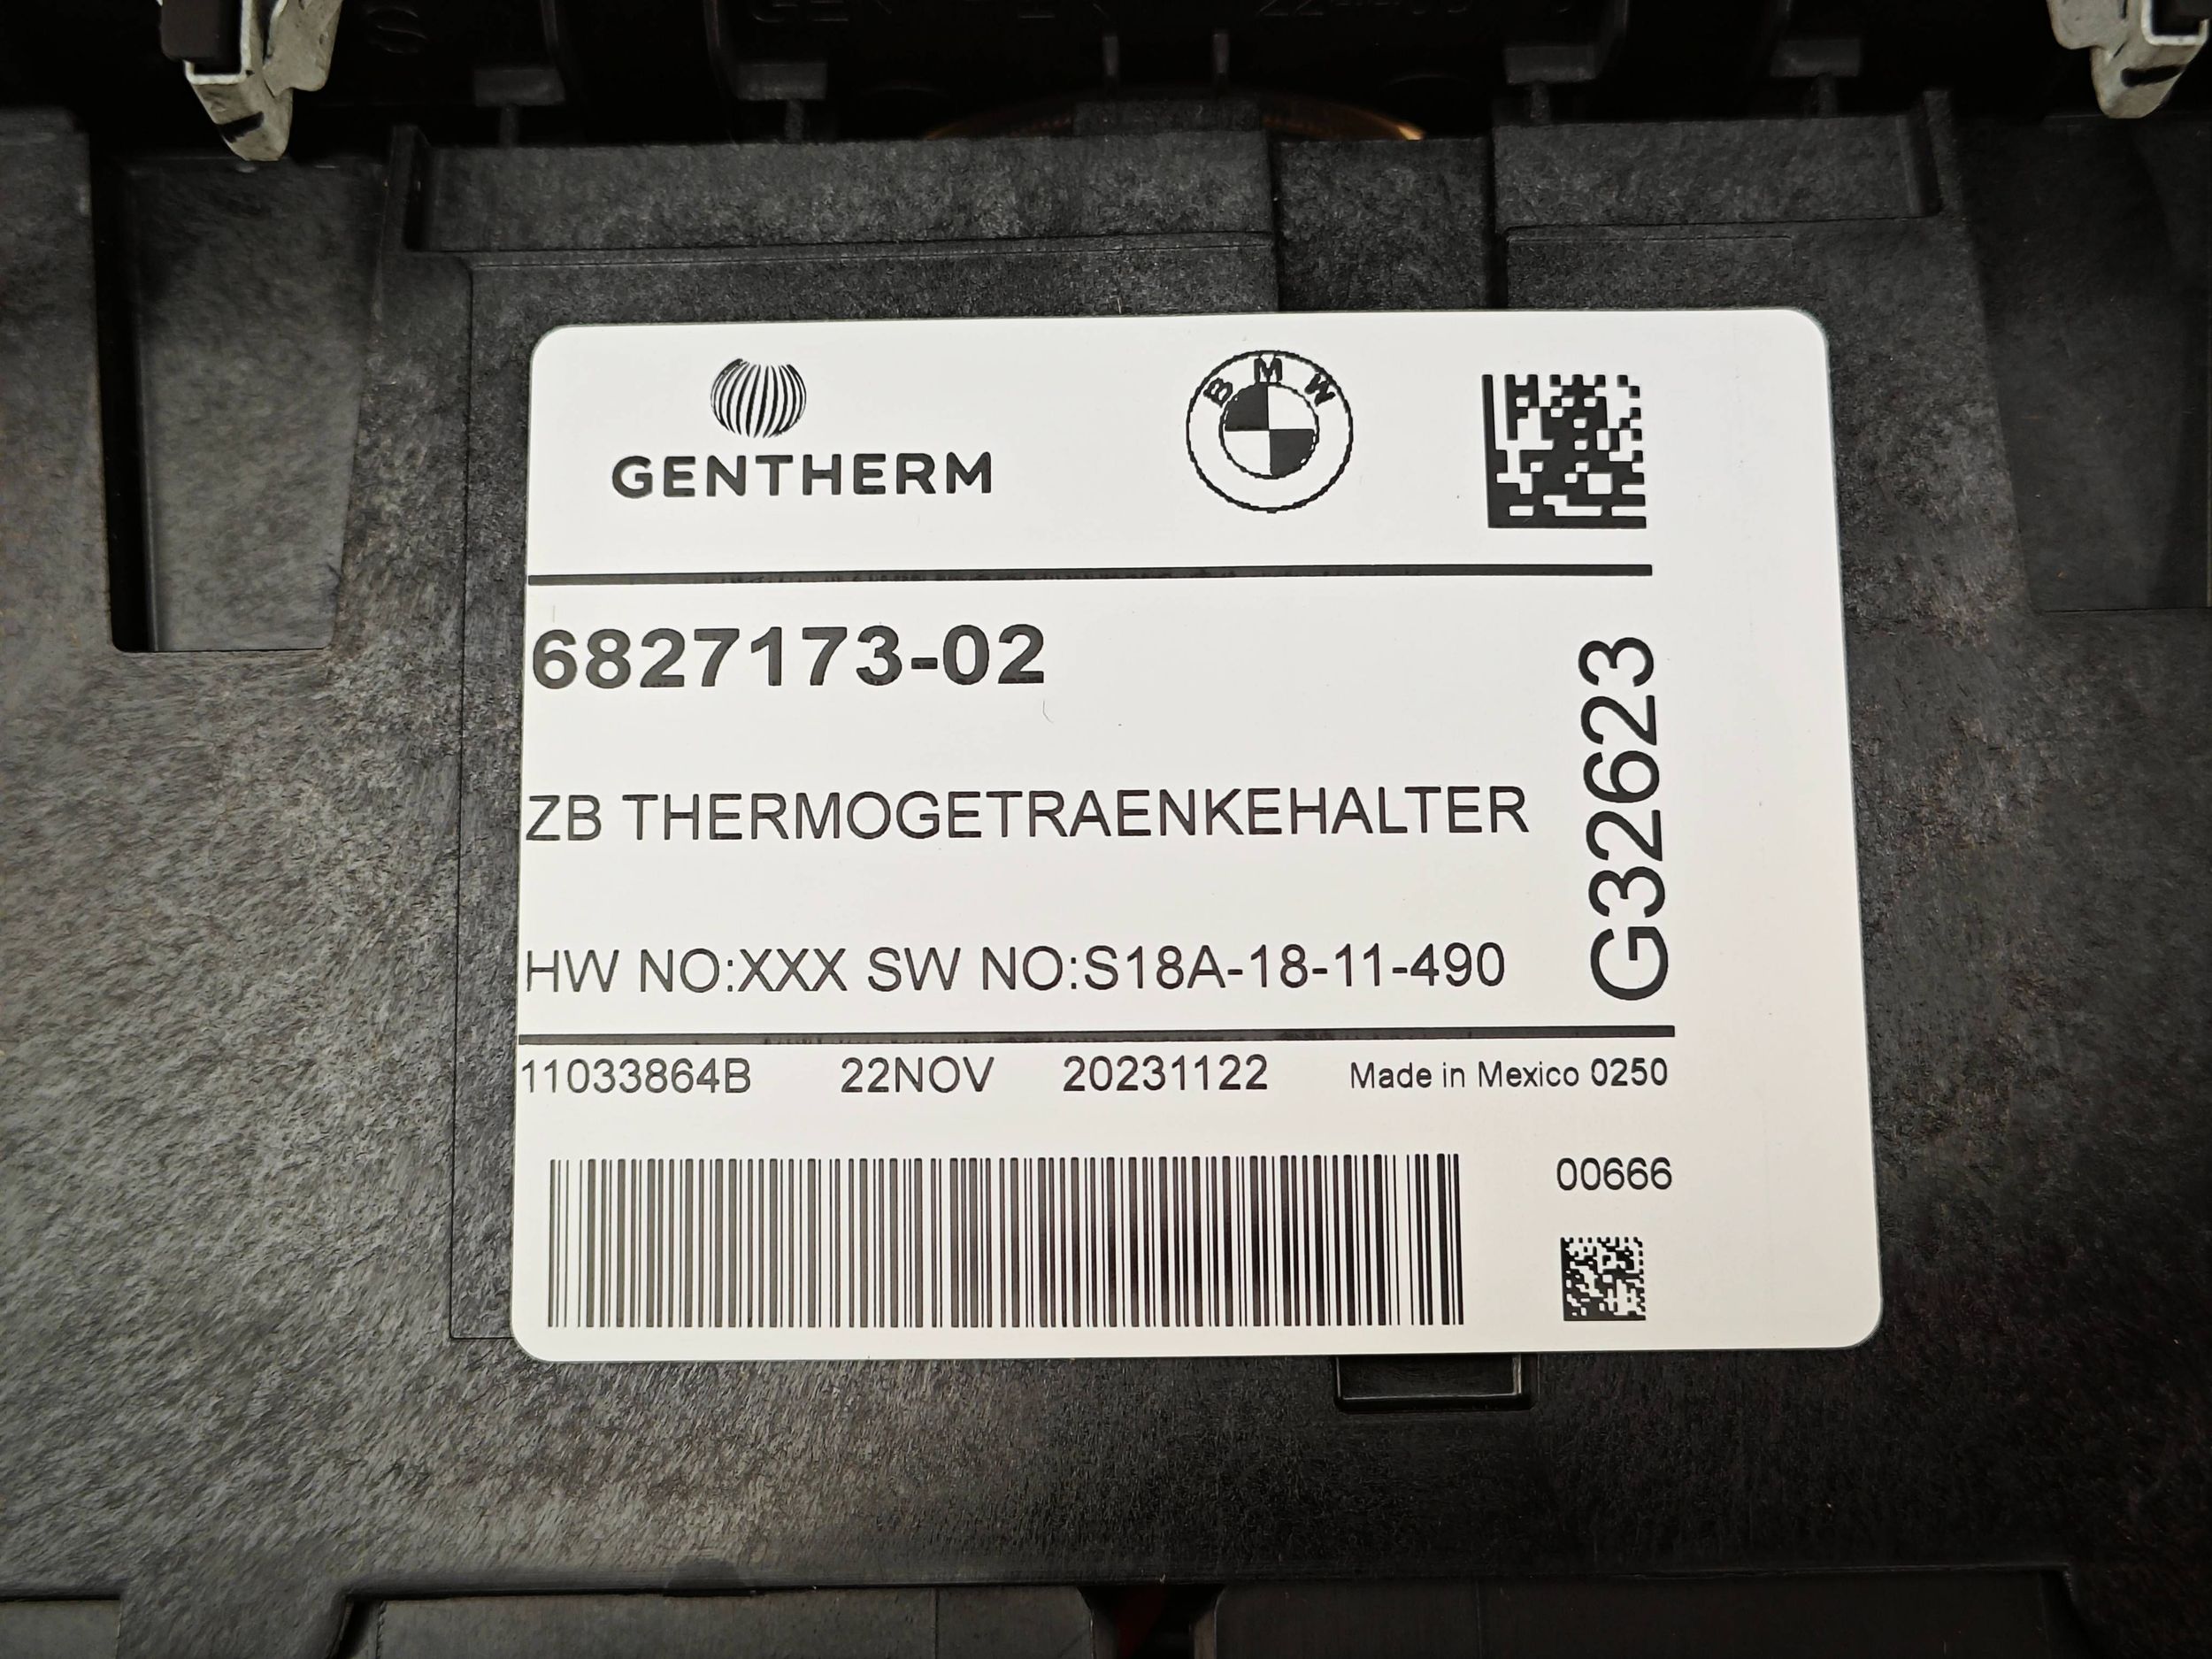 GENTHERM
BMW
6827173-02
ZB THERMOGETRAENKEHALTER
HW NO:XXX SW NO:S18A-18-11-490
G32623
11033864B 22NOV 20231122 Made in Mexico 0250
00666